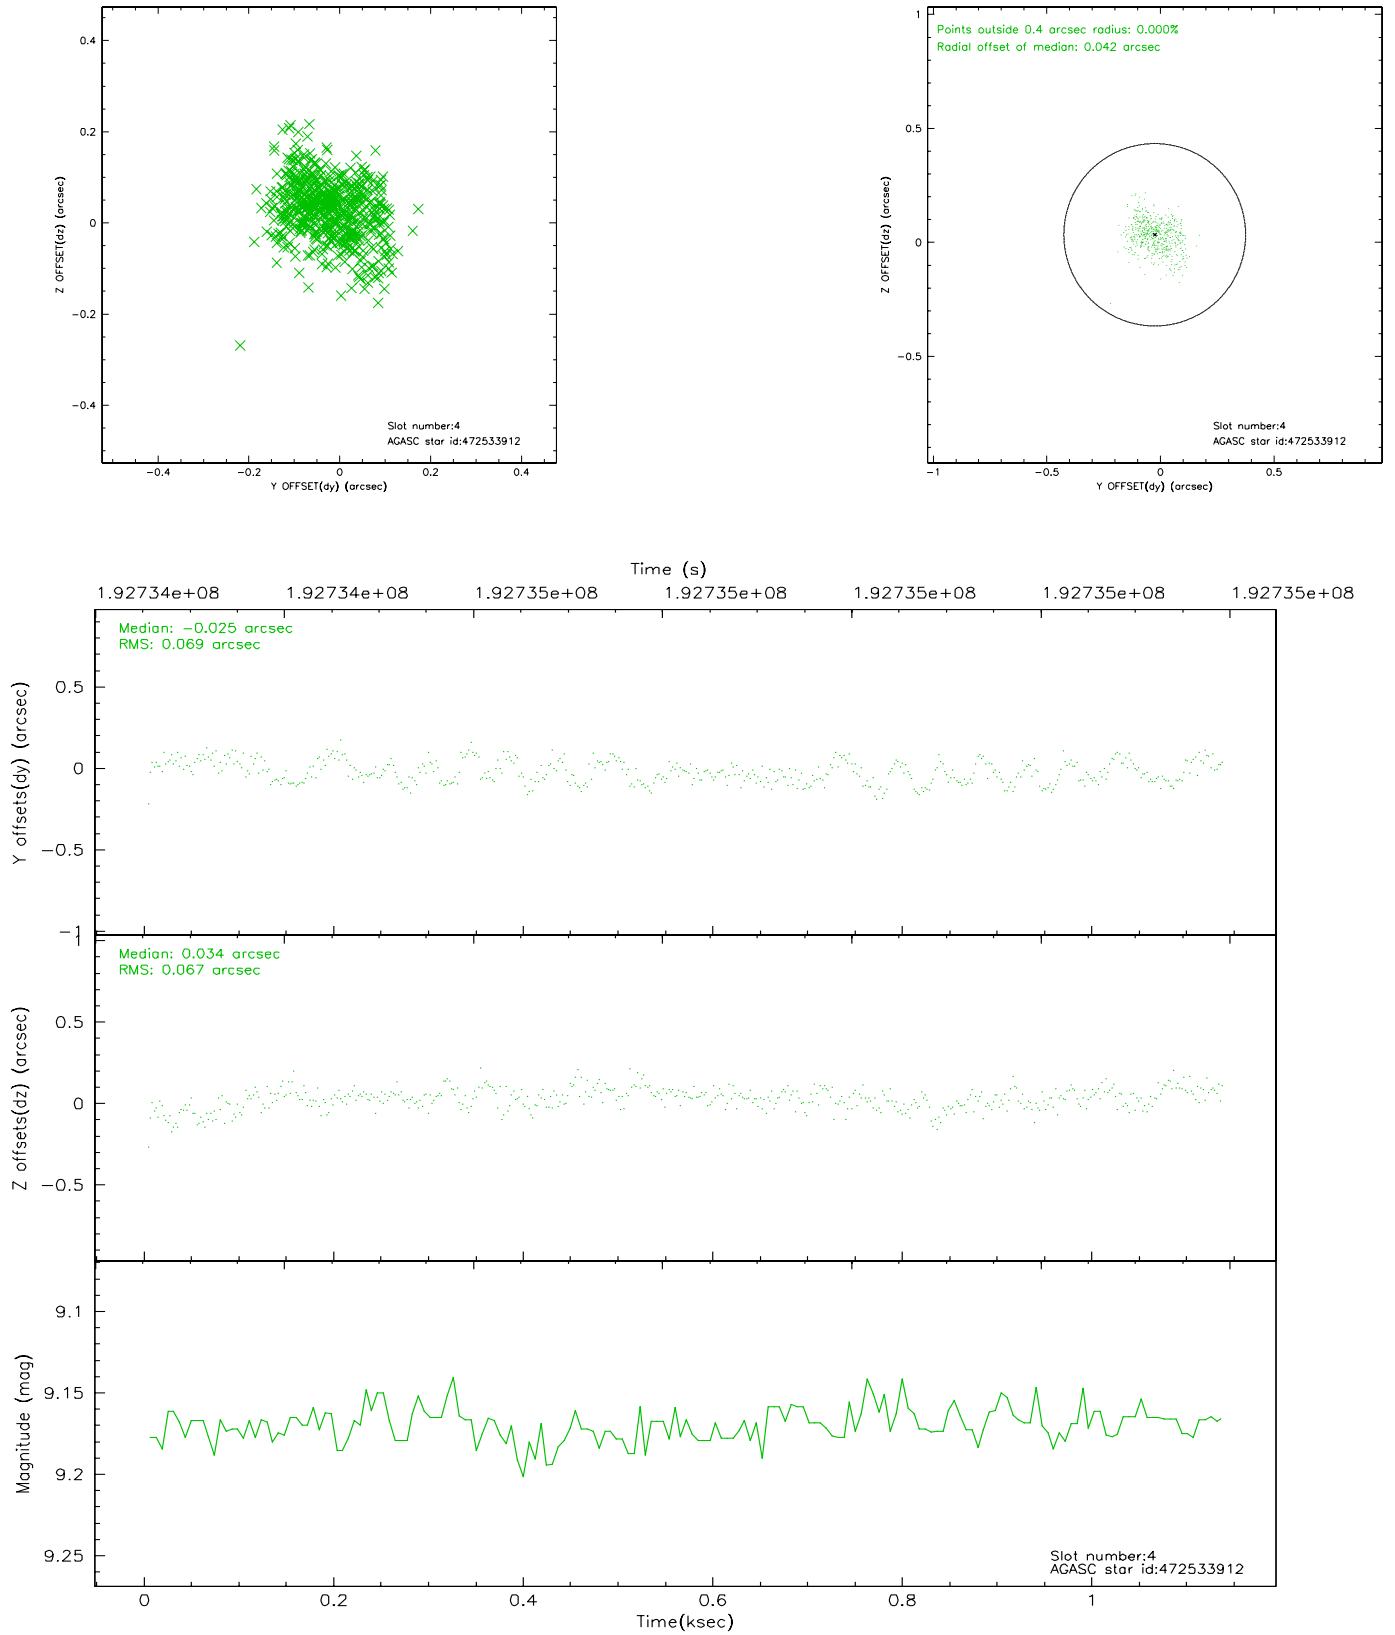 0.4
0.2
0
-0.2
-0.4
Z OFFSET(dz) (arcsec)
Slot number:4
AGASC star id:472533912
-0.4 -0.2 0 0.2 0.4
Y OFFSET(dy) (arcsec)
Points outside 0.4 arcsec radius: 0.000%
Radial offset of median: 0.042 arcsec
1
0.5
0
-0.5
Z OFFSET(dz) (arcsec)
Slot number:4
AGASC star id:472533912
-1 -0.5 0 0.5
Y OFFSET(dy) (arcsec)
Time (s)
1.92734e+08 1.92734e+08 1.92735e+08 1.92735e+08 1.92735e+08 1.92735e+08 1.92735e+08
Median: -0.025 arcsec
RMS: 0.069 arcsec
0.5
0
-0.5
-1
Y offsets(dy) (arcsec)
Median: 0.034 arcsec
RMS: 0.067 arcsec
1
0.5
0
-0.5
Z offsets(dz) (arcsec)
9.1
9.15
9.2
9.25
Magnitude (mag)
Slot number:4
AGASC star id:472533912
0 0.2 0.4 0.6 0.8 1
Time(ksec)